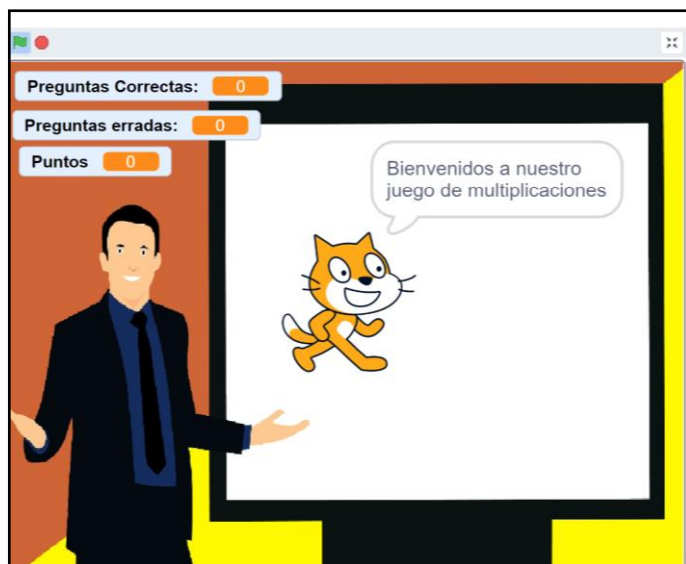 Preguntas Correctas: 0
Preguntas erradas: 0
Puntos 0
Bienvenidos a nuestro
juego de multiplicaciones